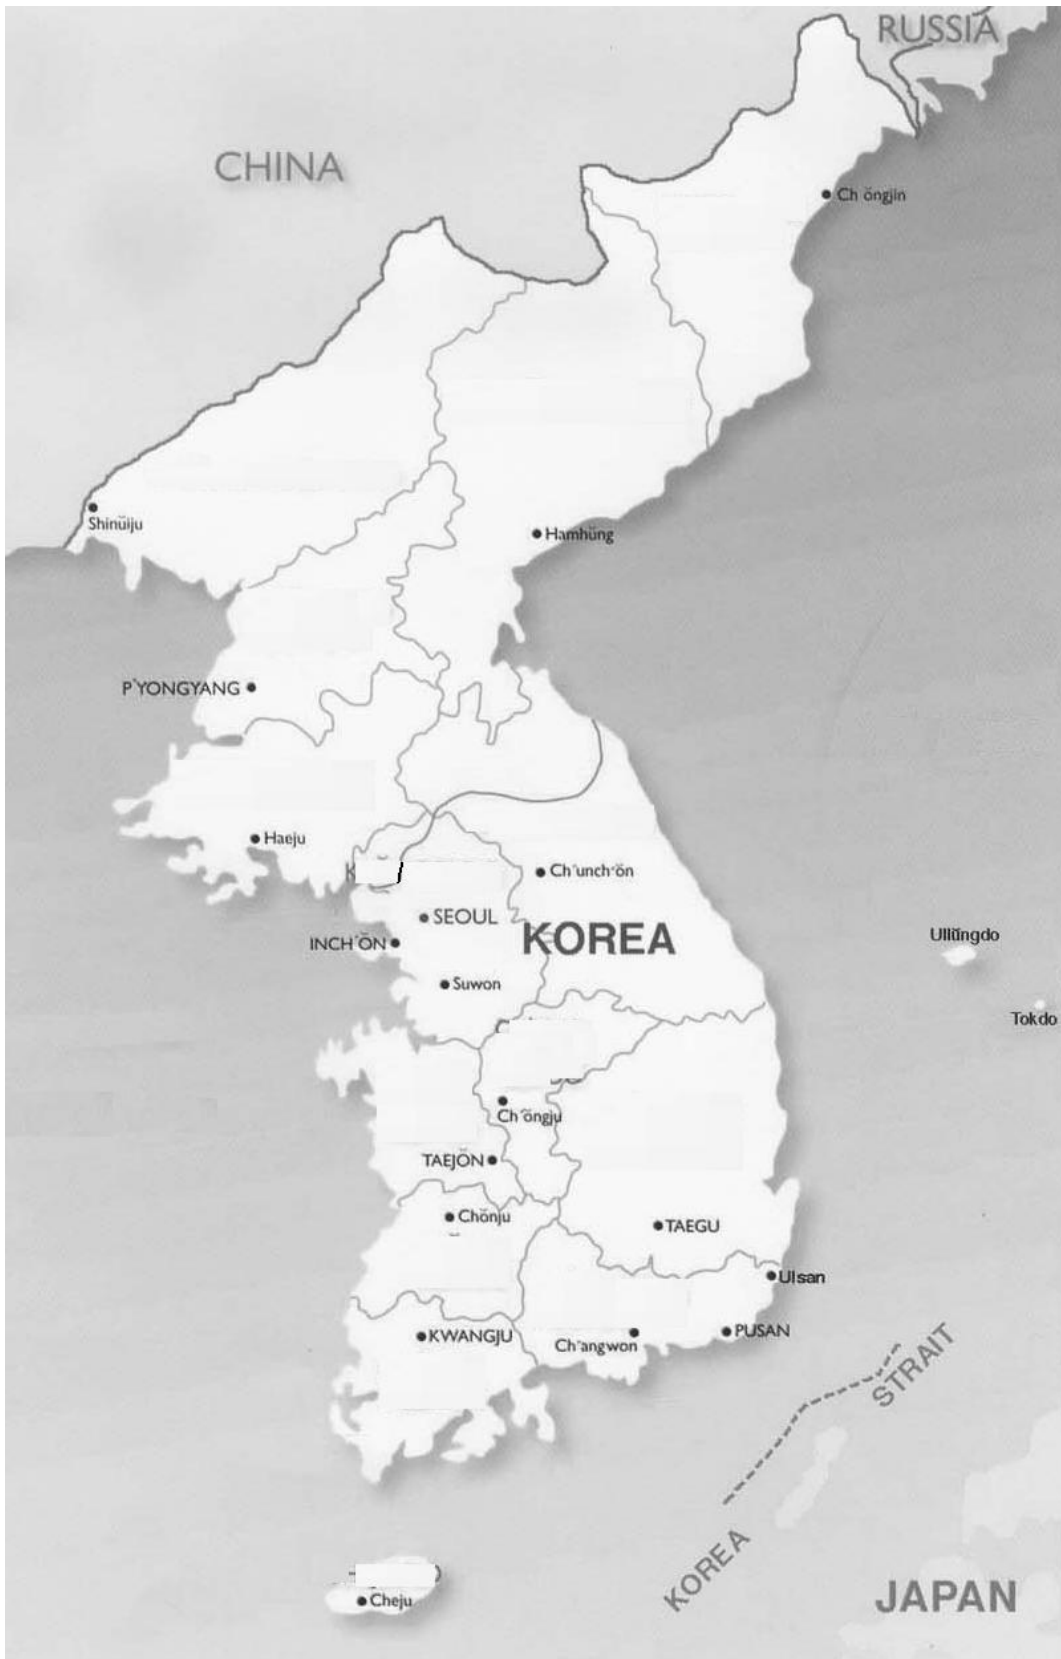 RUSSIA
CHINA
Ch ŏngjin
Shinŭiju
Hamhŭng
P'YONGYANG
Haeju
K
Ch'unch'ŏn
SEOUL
KOREA
INCH'ŎN
Ullŭngdo
Suwon
Tokdo
Ch'ŏngju
TAEJŎN
Chŏnju
TAEGU
Ulsan
KWANGJU
Ch'angwon
PUSAN
KOREA STRAIT
Cheju
JAPAN